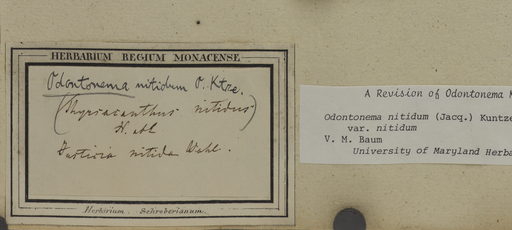 HERBARIUM REGIUM MONACENSE
Odontonema nitidum O. Ktze.
(Thyrsacanthus nitidus)
Justicia nitida Wahl.
Herbarium Schreberianum.
A Revision of Odontonema
Odontonema nitidum (Jacq.) Kuntze
var. nitidum
V. M. Baum
University of Maryland Herba